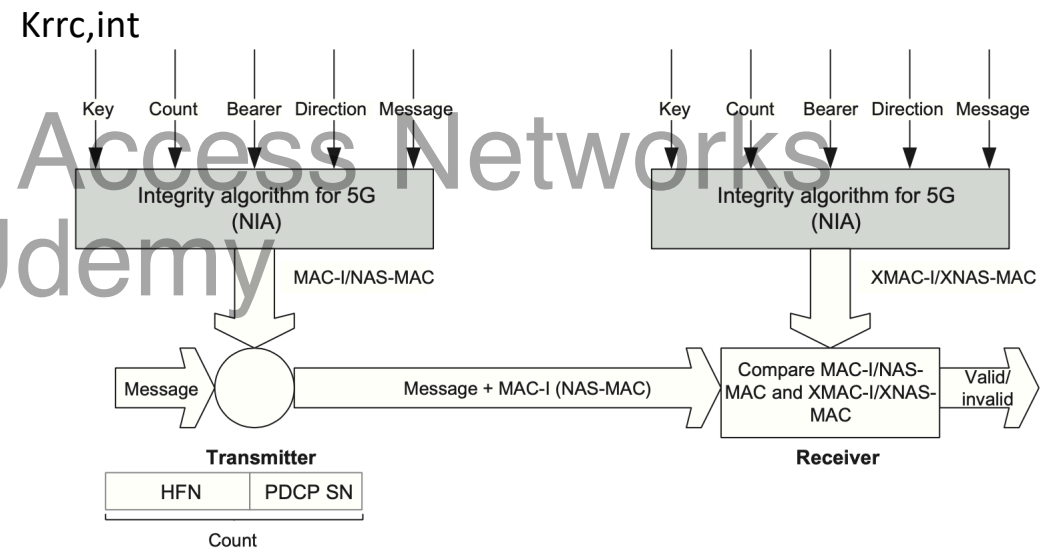 Krrc,int
Key Count Bearer Direction Message
Key Count Bearer Direction Message
Access Networks
Integrity algorithm for 5G
(NIA)
Integrity algorithm for 5G
(NIA)
Udemy
MAC-I/NAS-MAC
XMAC-I/XNAS-MAC
Message
Message + MAC-I (NAS-MAC)
Compare MAC-I/NAS-
MAC and XMAC-I/XNAS-
MAC
Valid/
invalid
Transmitter
Receiver
HFN
PDCP SN
Count